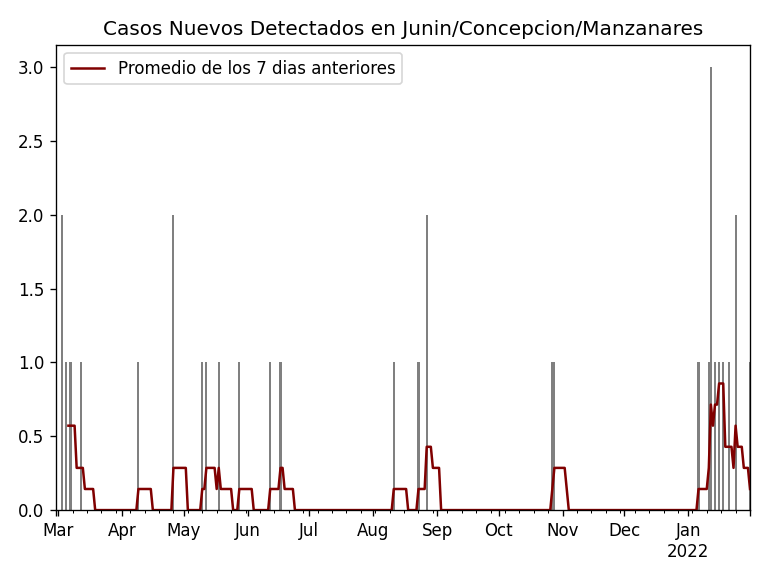 Casos Nuevos Detectados en Junin/Concepcion/Manzanares
Promedio de los 7 dias anteriores
3.0
2.5
2.0
1.5
1.0
0.5
0.0
Mar Apr May Jun Jul Aug Sep Oct Nov Dec Jan
2022